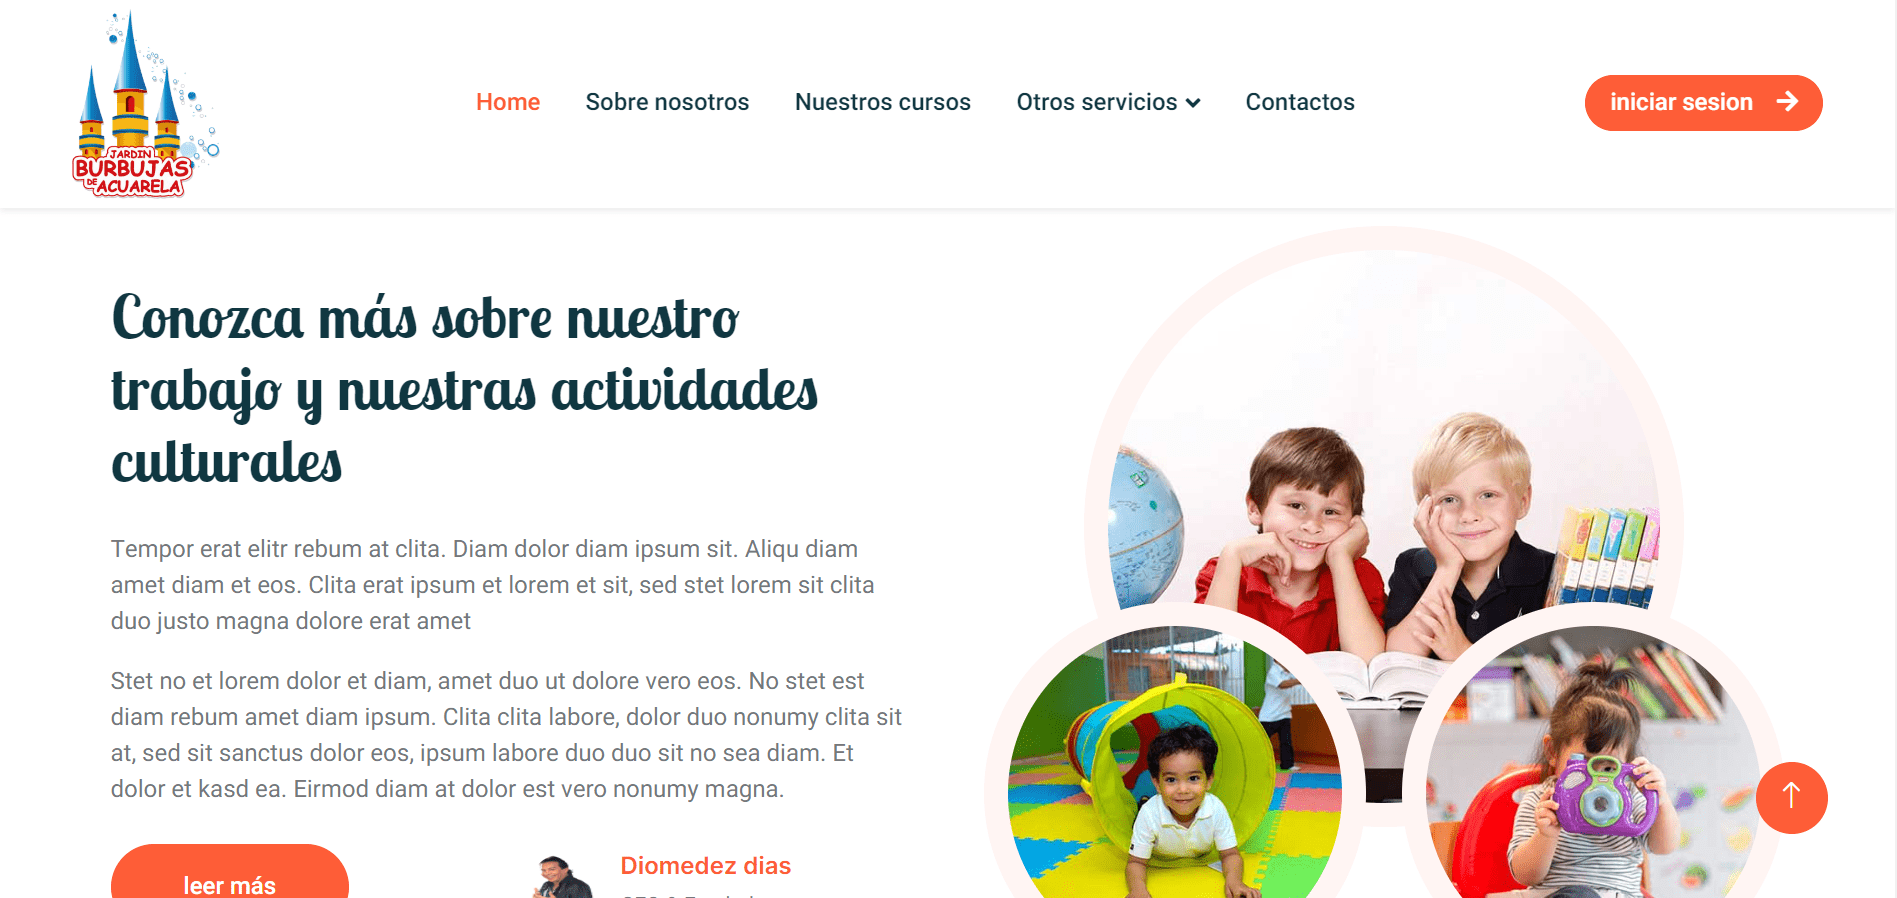 JARDIN
BURBUJAS
DE ACUARELA
Home
Sobre nosotros
Nuestros cursos
Otros servicios
Contactos
iniciar sesion
Conozca más sobre nuestro
trabajo y nuestras actividades
culturales
Tempor erat elitr rebum at clita. Diam dolor diam ipsum sit. Aliqu diam
amet diam et eos. Clita erat ipsum et lorem et sit, sed stet lorem sit clita
duo justo magna dolore erat amet
Stet no et lorem dolor et diam, amet duo ut dolore vero eos. No stet est
diam rebum amet diam ipsum. Clita clita labore, dolor duo nonumy clita sit
at, sed sit sanctus dolor eos, ipsum labore duo duo sit no sea diam. Et
dolor et kasd ea. Eirmod diam at dolor est vero nonumy magna.
leer más
Diomedez dias